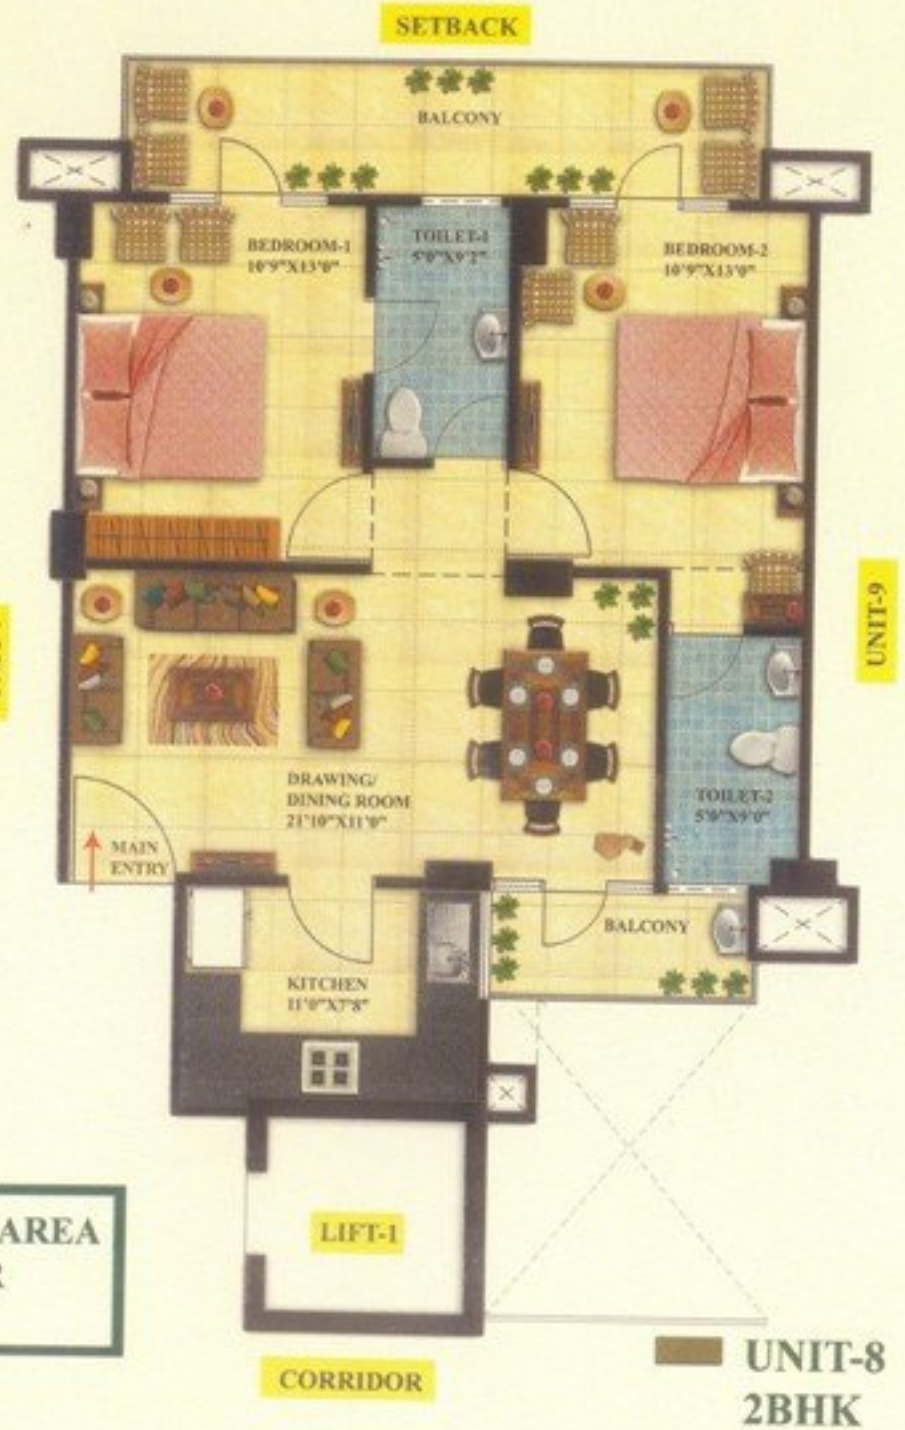 SETBACK
BALCONY
BEDROOM-1
10'9"X13'0"
TOILET-1
5'0"X9'2"
BEDROOM-2
10'9"X13'0"
UNIT-9
DRAWING/
DINING ROOM
21'10"X11'0"
MAIN
ENTRY
TOILET-2
5'0"X9'0"
BALCONY
KITCHEN
11'0"X7'8"
LIFT-1
AREA
CORRIDOR
UNIT-8
2BHK